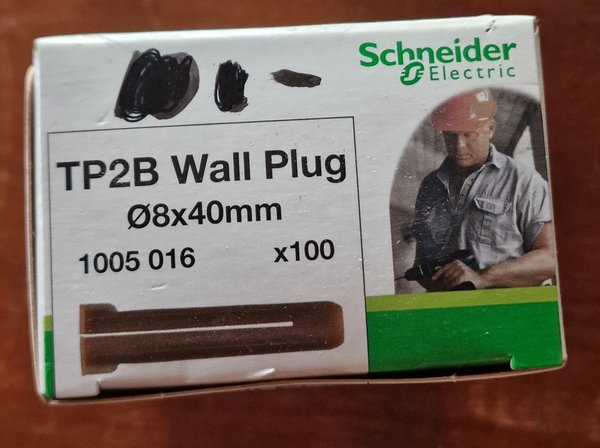 Schneider
Electric
TP2B Wall Plug
Ø8x40mm
1005 016 x100